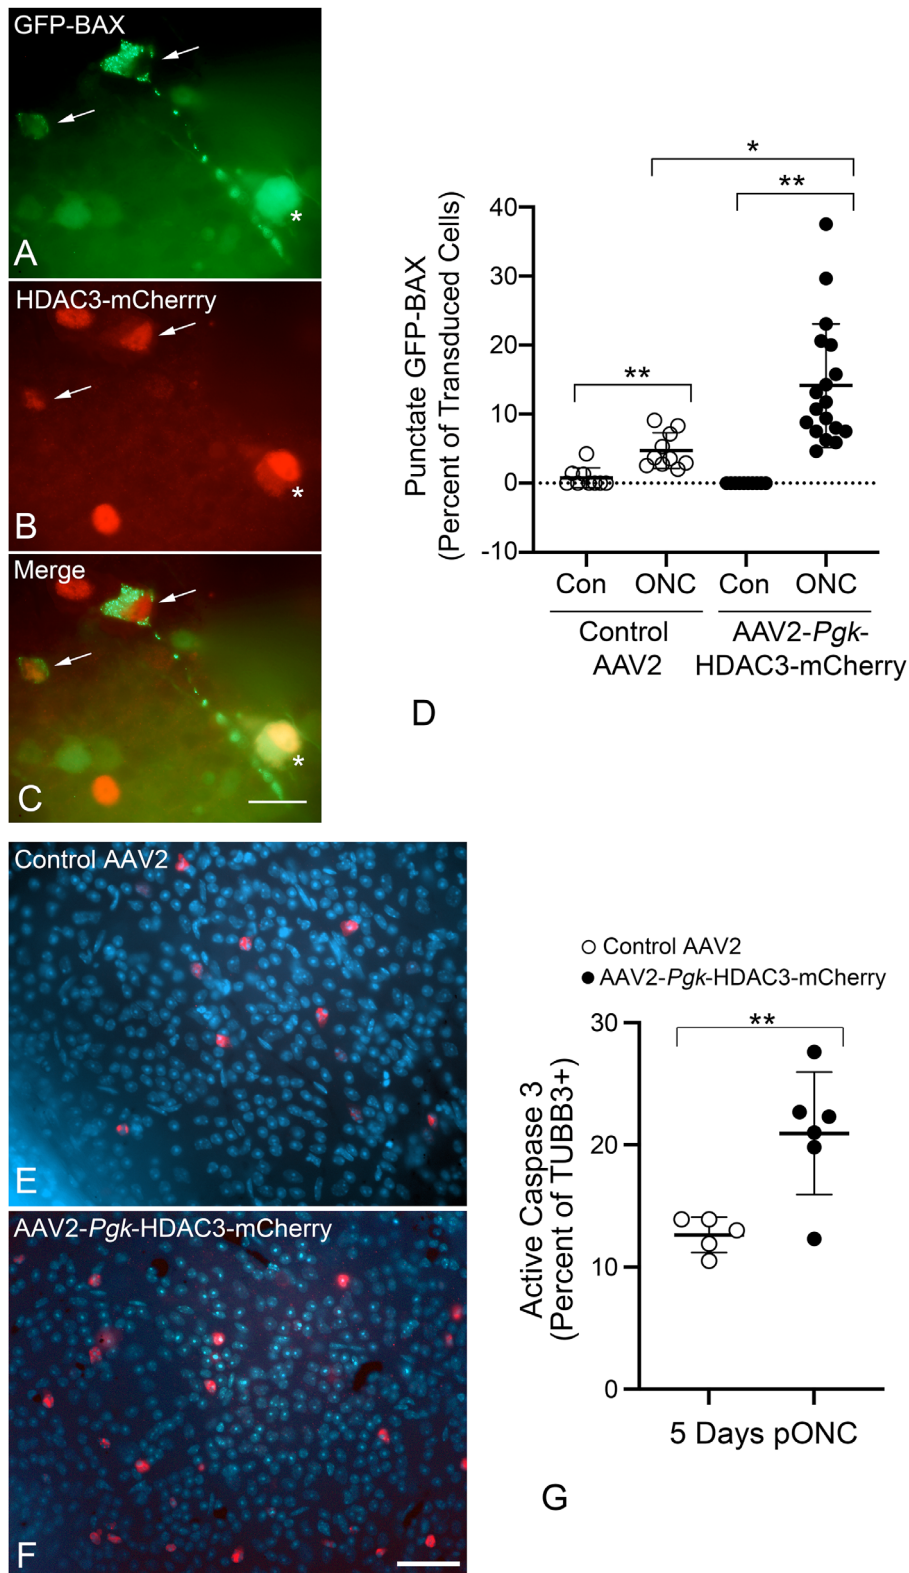 GFP-BAX
*
A
HDAC3-mCherrry
*
B
Merge
*
C
Punctate GFP-BAX
(Percent of Transduced Cells)
40
30
20
10
0
-10
**
*
**
Con
ONC
Con
ONC
Control
AAV2
AAV2-Pgk-
HDAC3-mCherry
D
Control AAV2
E
AAV2-Pgk-HDAC3-mCherry
F
Control AAV2
AAV2-Pgk-HDAC3-mCherry
Active Caspase 3
(Percent of TUBB3+)
30
20
10
0
**
5 Days pONC
G